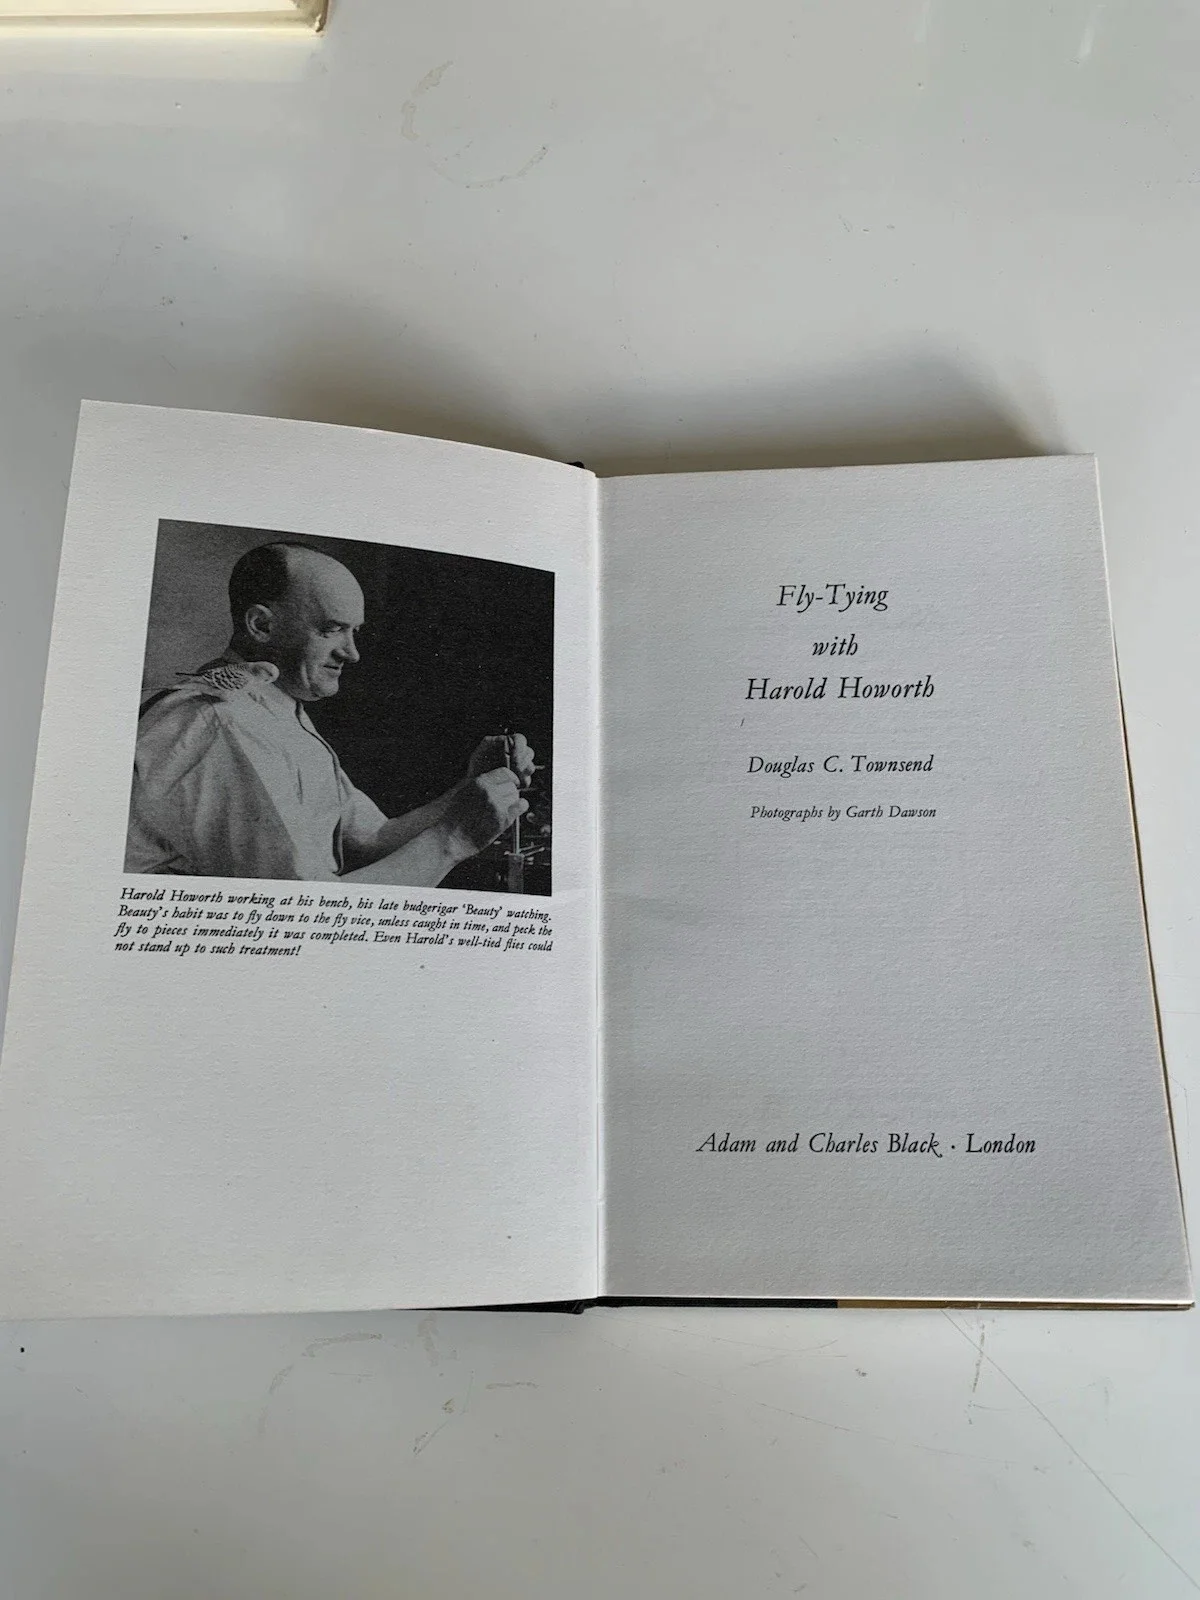 Harold Howorth working at his bench, his late budgerigar 'Beauty' watching.
Beauty's habit was to fly down to the fly vice, unless caught in time, and peck the
fly to pieces immediately it was completed. Even Harold's well-tied flies could
not stand up to such treatment!
Fly-Tying
with
Harold Howorth
Douglas C. Townsend
Photographs by Garth Dawson
Adam and Charles Black · London